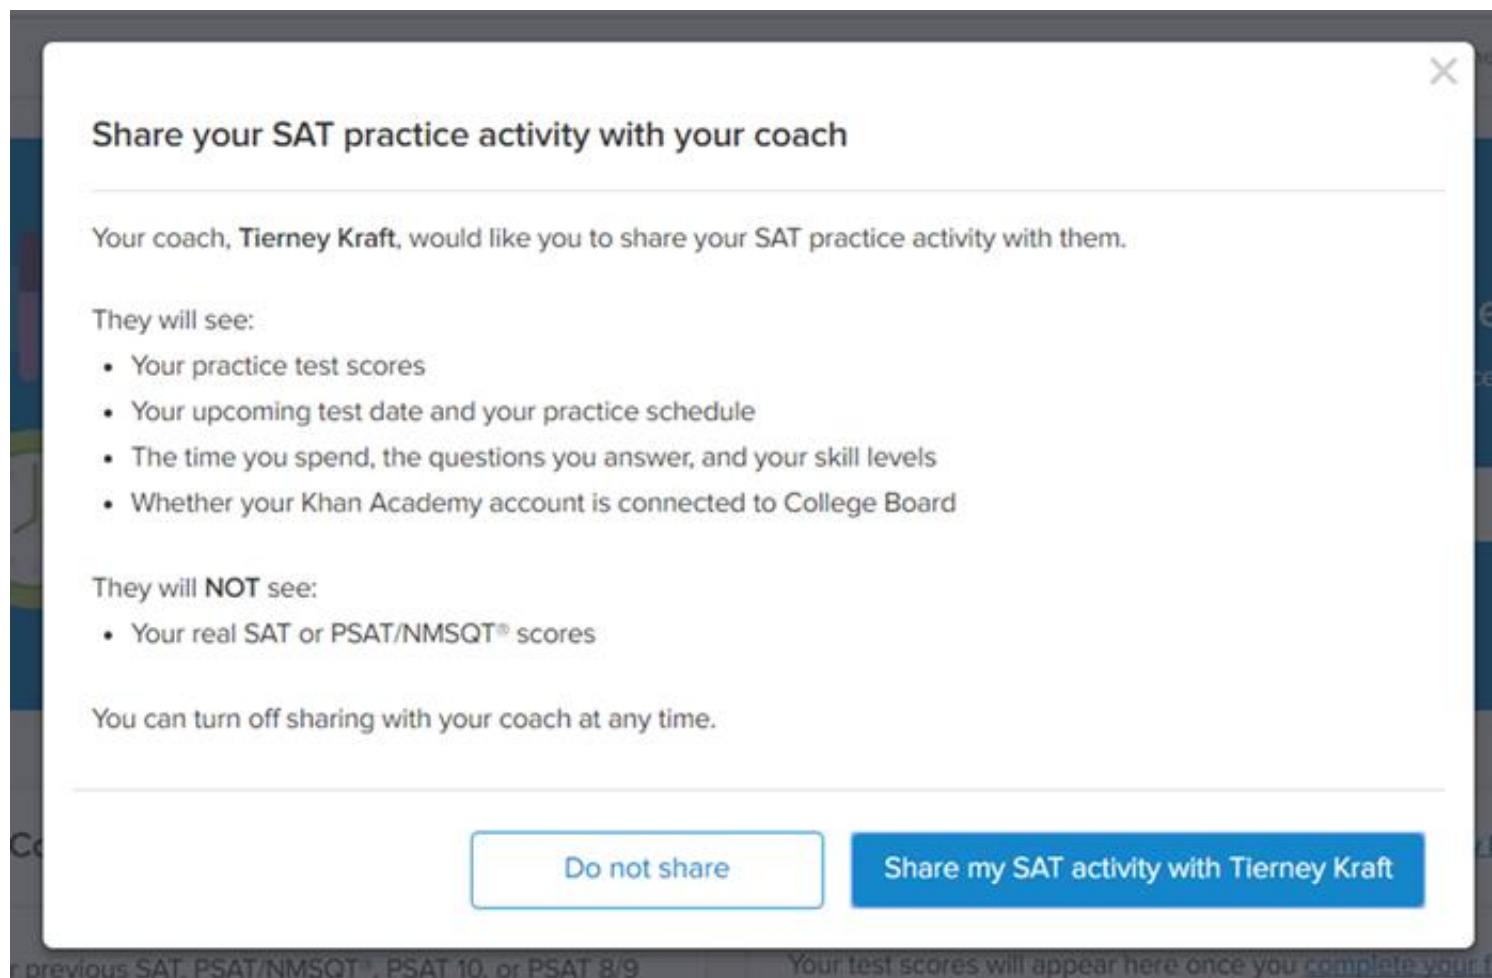 Share your SAT practice activity with your coach
Your coach, Tierney Kraft, would like you to share your SAT practice activity with them.
They will see:
• Your practice test scores
• Your upcoming test date and your practice schedule
• The time you spend, the questions you answer, and your skill levels
• Whether your Khan Academy account is connected to College Board
They will NOT see:
• Your real SAT or PSAT/NMSQT® scores
You can turn off sharing with your coach at any time.
Do not share
Share my SAT activity with Tierney Kraft
previous SAT, PSAT/NMSQT®, PSAT 10, or PSAT 8/9
Your test scores will appear here once you complete your